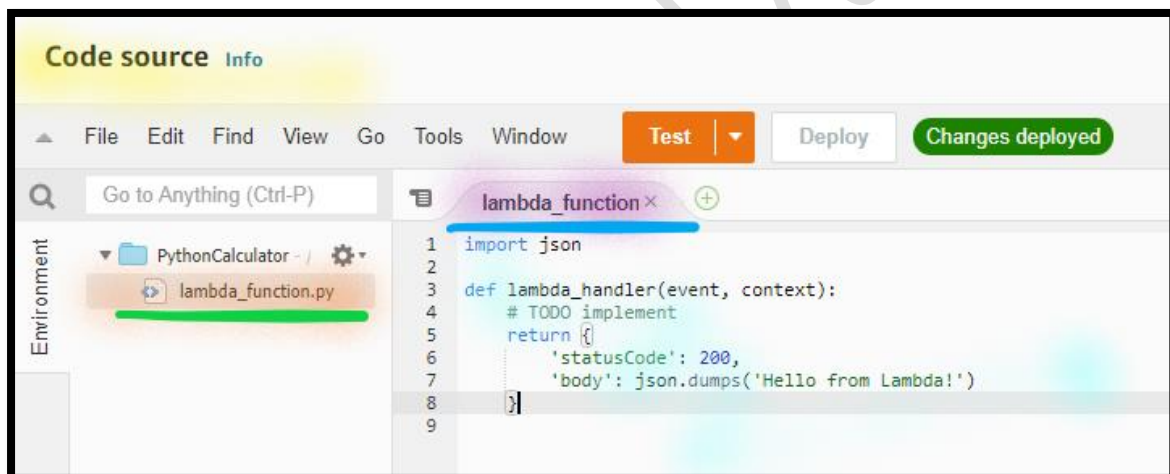 Code source Info
File Edit Find View Go Tools Window Test Deploy Changes deployed
Go to Anything (Ctrl-P)
lambda_function
Environment
PythonCalculator - /
lambda_function.py
1 import json
2
3 def lambda_handler(event, context):
4 # TODO implement
5 return {
6 'statusCode': 200,
7 'body': json.dumps('Hello from Lambda!')
8 }
9